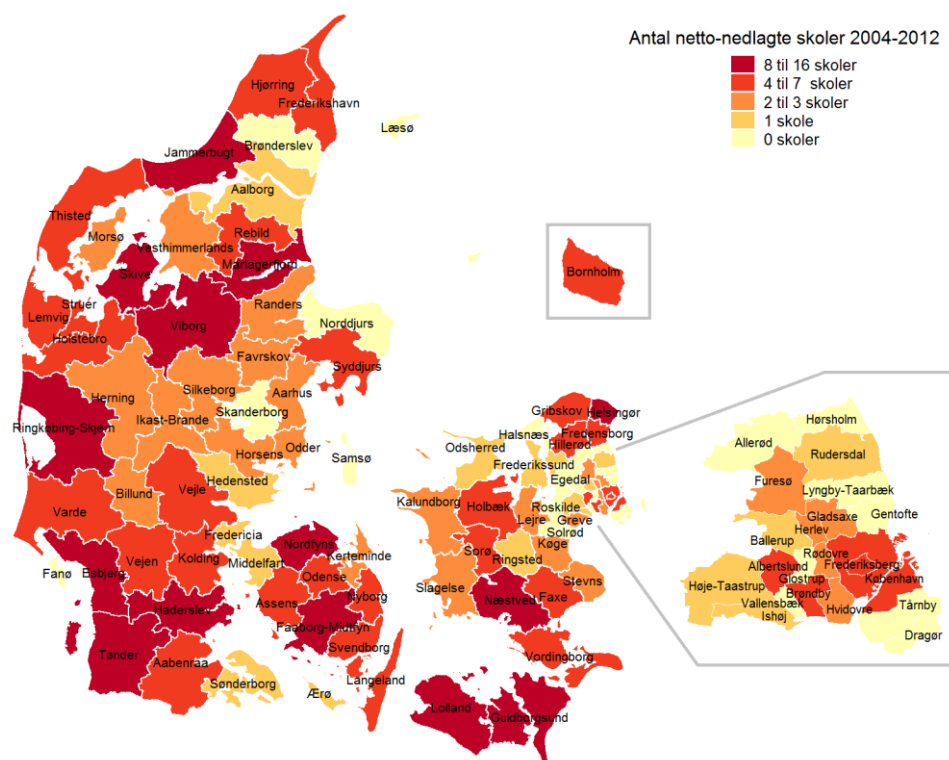 Antal netto-nedlagte skoler 2004-2012
8 til 16 skoler
4 til 7 skoler
2 til 3 skoler
1 skole
0 skoler
Hjørring
Frederikshavn
Læsø
Brønderslev
Jammerbugt
Aalborg
Thisted
Morsø
Vesthimmerlands
Rebild
Mariagerfjord
Skive
Struer
Lemvig
Holstebro
Viborg
Randers
Norddjurs
Favrskov
Syddjurs
Bornholm
Herning
Silkeborg
Aarhus
Skanderborg
Ikast-Brande
Ringkøbing-Skjern
Odder
Horsens
Samsø
Hedensted
Billund
Vejle
Varde
Fredericia
Middelfart
Nordfyns
Kerteminde
Vejen
Kolding
Odense
Fanø
Esbjerg
Assens
Nyborg
Haderslev
Faaborg-Midtfyn
Svendborg
Tønder
Aabenraa
Sønderborg
Ærø
Langeland
Gribskov
Helsingør
Halsnæs
Fredensborg
Hillerød
Odsherred
Frederikssund
Egedal
Kalundborg
Holbæk
Roskilde
Lejre
Greve
Solrød
Køge
Sorø
Ringsted
Slagelse
Stevns
Næstved
Faxe
Vordingborg
Lolland
Guldborgsund
Hørsholm
Allerød
Rudersdal
Furesø
Lyngby-Taarbæk
Gladsaxe
Gentofte
Herlev
Ballerup
Rødovre
Albertslund
Frederiksberg
Glostrup
København
Høje-Taastrup
Brøndby
Vallensbæk
Hvidovre
Ishøj
Tårnby
Dragør